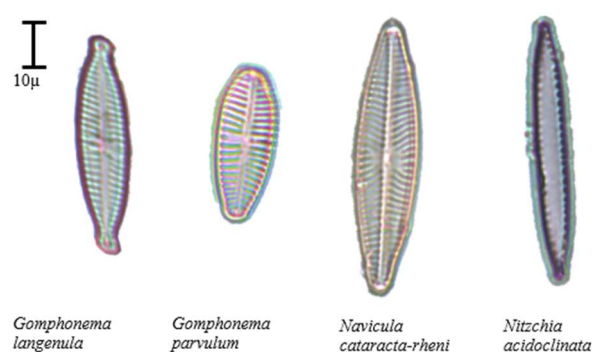 10µ
Gomphonema
langenula
Gomphonema
parvulum
Navicula
cataracta-rheni
Nitzchia
acidoclinata